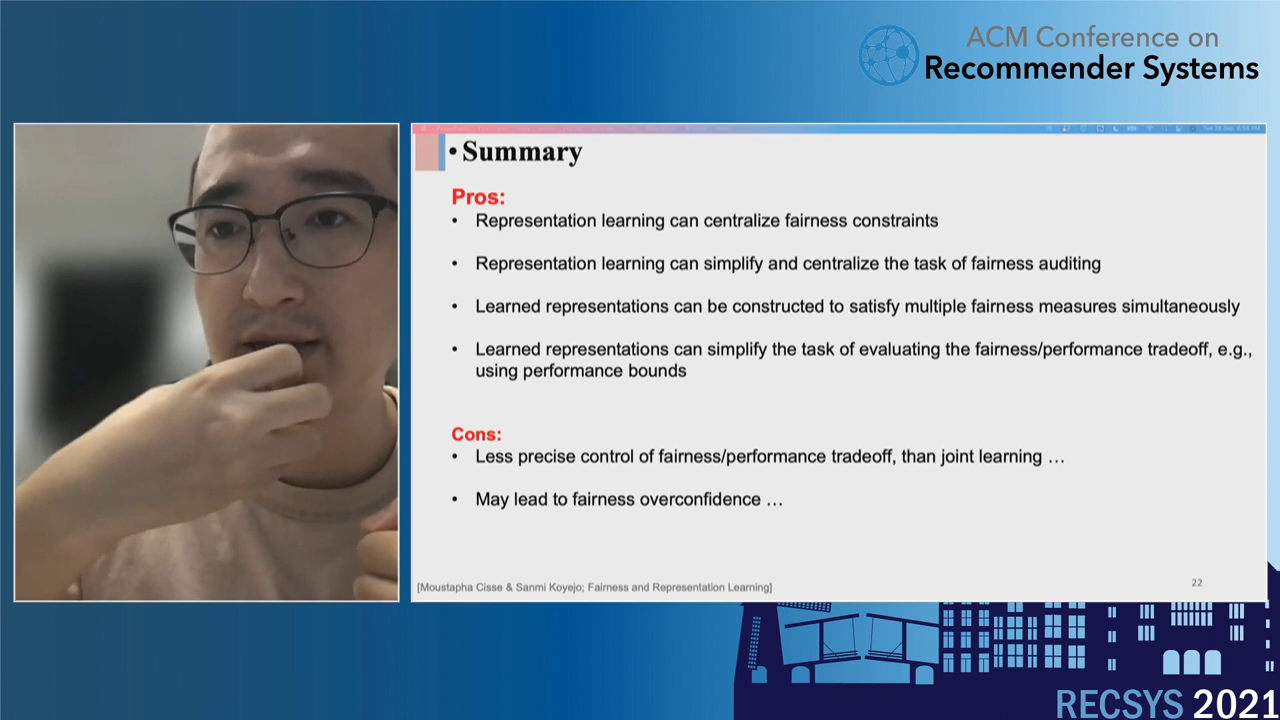 ACM Conference on
Recommender Systems
• Summary
Pros:
• Representation learning can centralize fairness constraints
• Representation learning can simplify and centralize the task of fairness auditing
• Learned representations can be constructed to satisfy multiple fairness measures simultaneously
• Learned representations can simplify the task of evaluating the fairness/performance tradeoff, e.g.,
using performance bounds
Cons:
• Less precise control of fairness/performance tradeoff, than joint learning …
• May lead to fairness overconfidence …
[Moustapha Cisse & Sanmi Koyejo; Fairness and Representation Learning]
22
RECSYS 2021